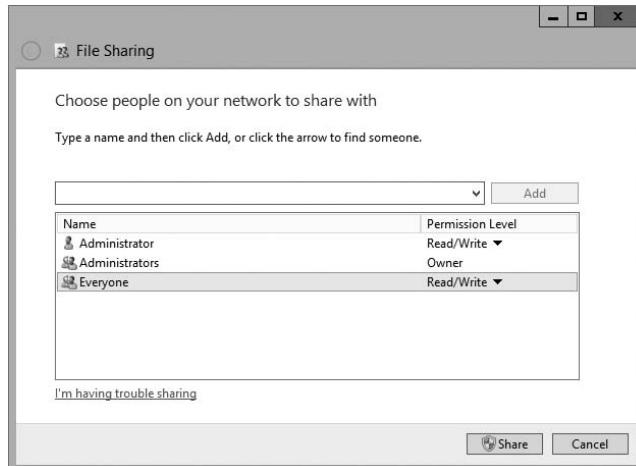 File Sharing
Choose people on your network to share with
Type a name and then click Add, or click the arrow to find someone.
Add
Name Permission Level
Administrator Read/Write
Administrators Owner
Everyone Read/Write
I'm having trouble sharing
Share Cancel